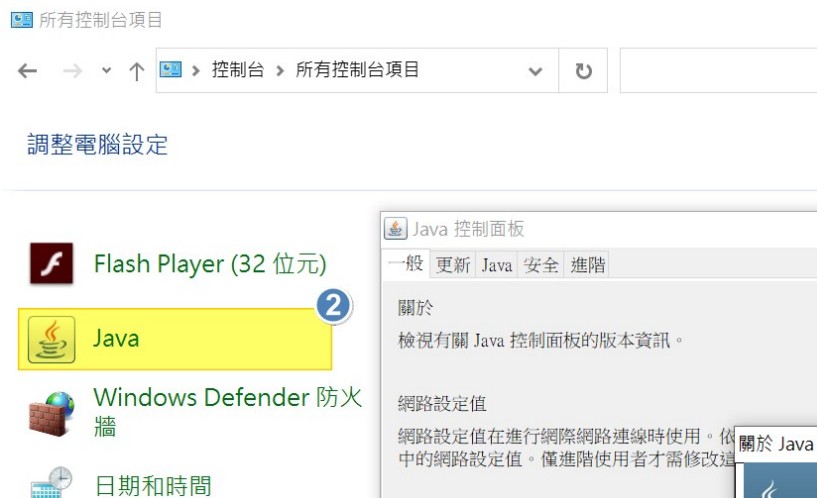 所有控制台項目
控制台 > 所有控制台項目
調整電腦設定
Flash Player (32 位元)
2
Java
Windows Defender 防火
牆
日期和時間
Java 控制面板
一般 更新 Java 安全 進階
關於
檢視有關 Java 控制面板的版本資訊。
網路設定值
網路設定值在進行網際網路連線時使用。依
中的網路設定值。僅進階使用者才需修改這
關於 Java